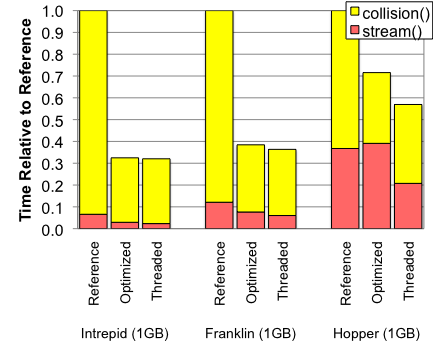 collision()
stream()
Time Relative to Reference
1.0
0.9
0.8
0.7
0.6
0.5
0.4
0.3
0.2
0.1
0.0
Reference
Optimized
Threaded
Reference
Optimized
Threaded
Reference
Optimized
Threaded
Intrepid (1GB)
Franklin (1GB)
Hopper (1GB)